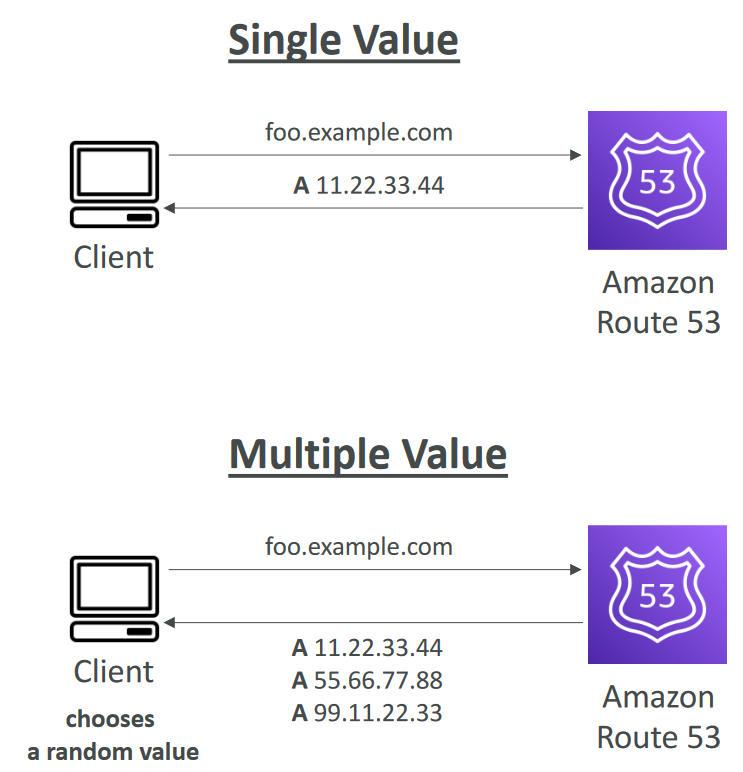 Single Value
foo.example.com
A 11.22.33.44
53
Client
Amazon
Route 53
Multiple Value
foo.example.com
53
A 11.22.33.44
A 55.66.77.88
A 99.11.22.33
Client
chooses
a random value
Amazon
Route 53